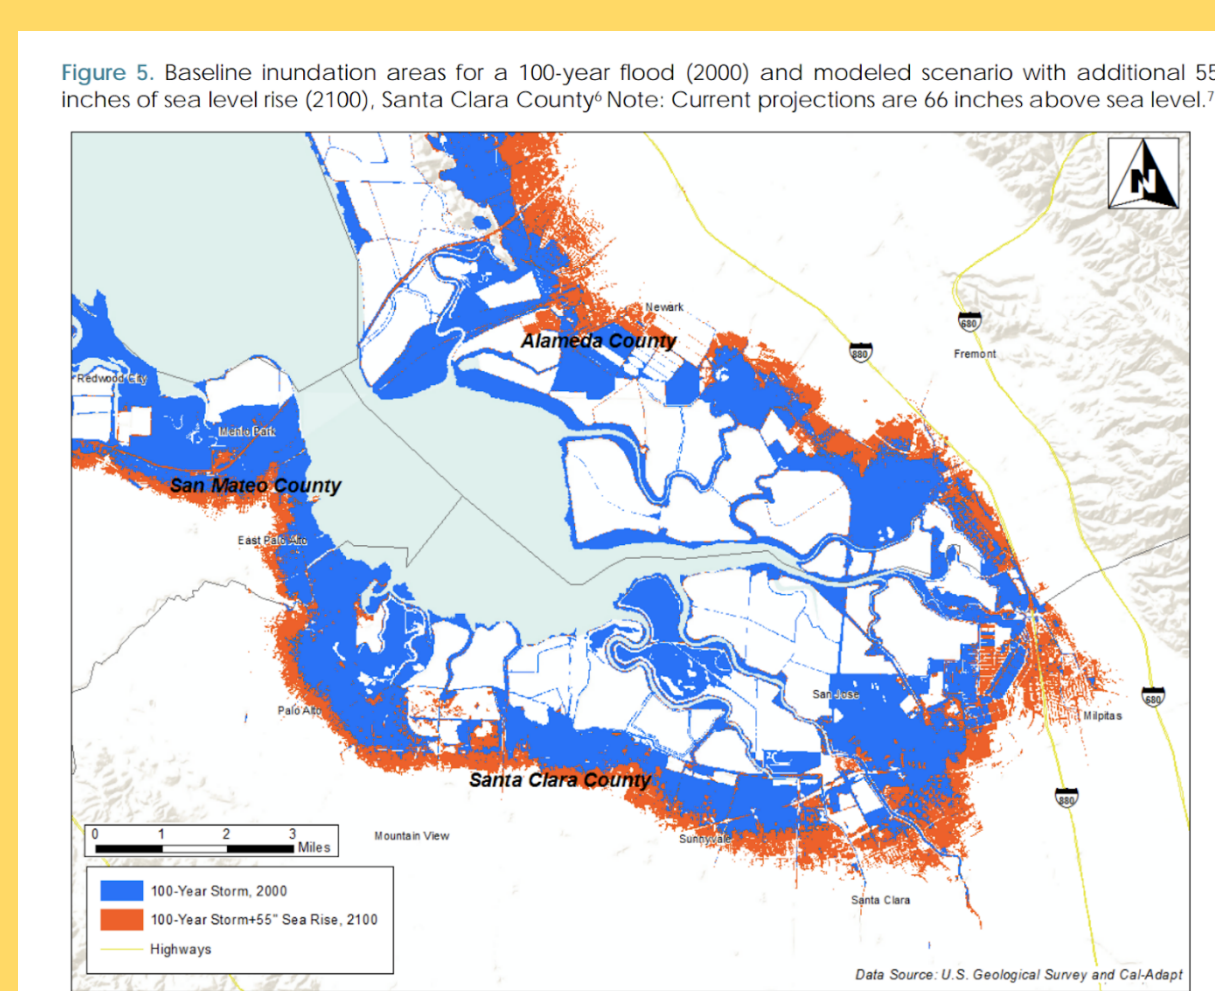 Figure 5. Baseline inundation areas for a 100-year flood (2000) and modeled scenario with additional 55
inches of sea level rise (2100), Santa Clara County⁶ Note: Current projections are 66 inches above sea level.⁷
N
Newark
Alameda County
680
880
Fremont
Redwood City
Menlo Park
San Mateo County
East Palo Alto
San Jose
680
Palo Alto
Milpitas
Santa Clara County
880
0 1 2 3
Miles
Mountain View
Sunnyvale
100-Year Storm, 2000
Santa Clara
100-Year Storm+55" Sea Rise, 2100
Highways
Data Source: U.S. Geological Survey and Cal-Adapt